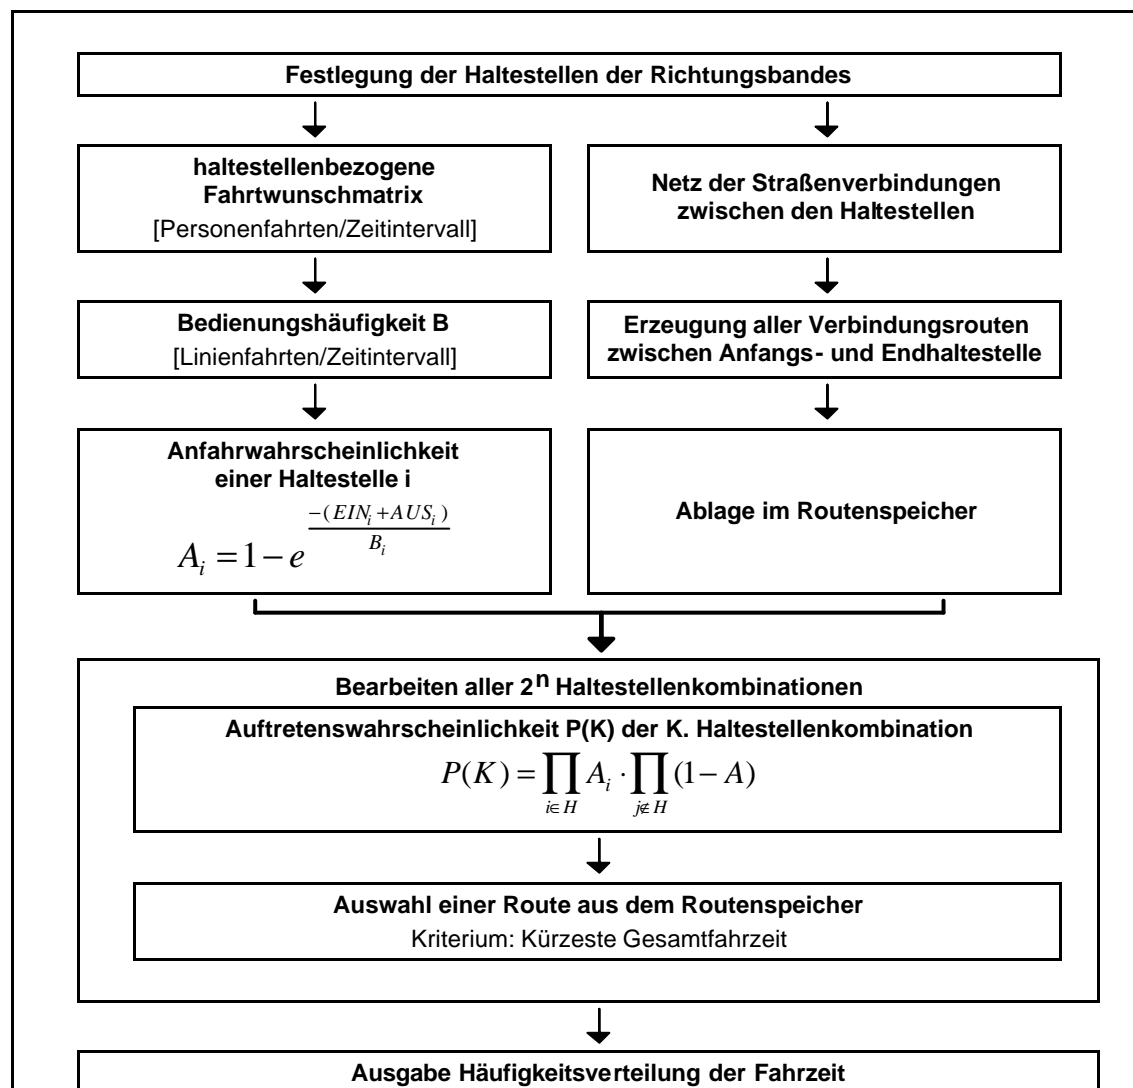 Festlegung der Haltestellen der Richtungsbandes
haltestellenbezogene
Fahrtwunschmatrix
[Personenfahrten/Zeitintervall]
Netz der Straßenverbindungen
zwischen den Haltestellen
Bedienungshäufigkeit B
[Linienfahrten/Zeitintervall]
Erzeugung aller Verbindungsrouten
zwischen Anfangs- und Endhaltestelle
Anfahrwahrscheinlichkeit
einer Haltestelle i
A_i = 1 − e^{\frac{-(EIN_i + AUS_i)}{B_i}}
Ablage im Routenspeicher
Bearbeiten aller 2^n Haltestellenkombinationen
Auftretenswahrscheinlichkeit P(K) der K. Haltestellenkombination
P(K) = ∏_{i∈H} A_i · ∏_{j∉H} (1 − A)
Auswahl einer Route aus dem Routenspeicher
Kriterium: Kürzeste Gesamtfahrzeit
Ausgabe Häufigkeitsverteilung der Fahrzeit